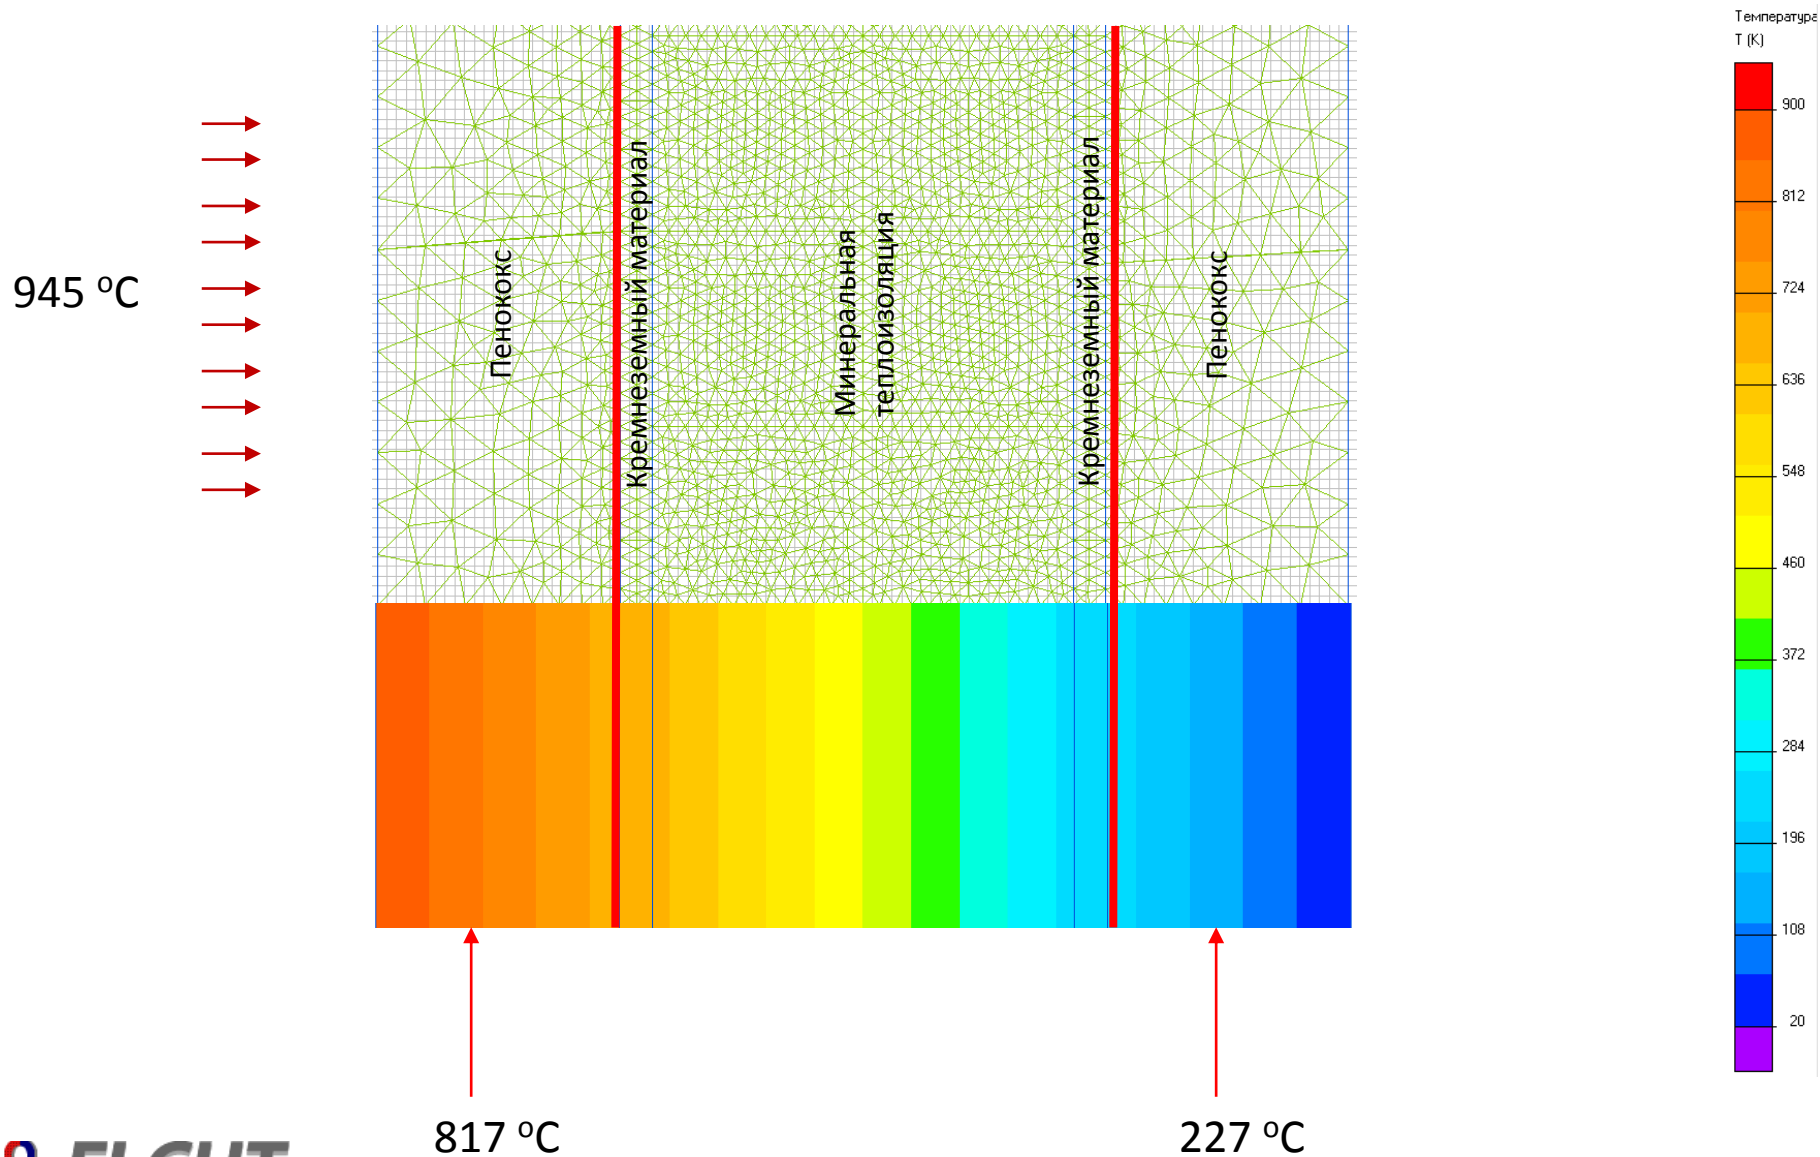 Температура
T (K)
900
812
724
636
548
460
372
284
196
108
20
945 °C
Пенококс
Кремнеземный материал
Минеральная
теплоизоляция
Кремнеземный материал
Пенококс
817 °C
227 °C